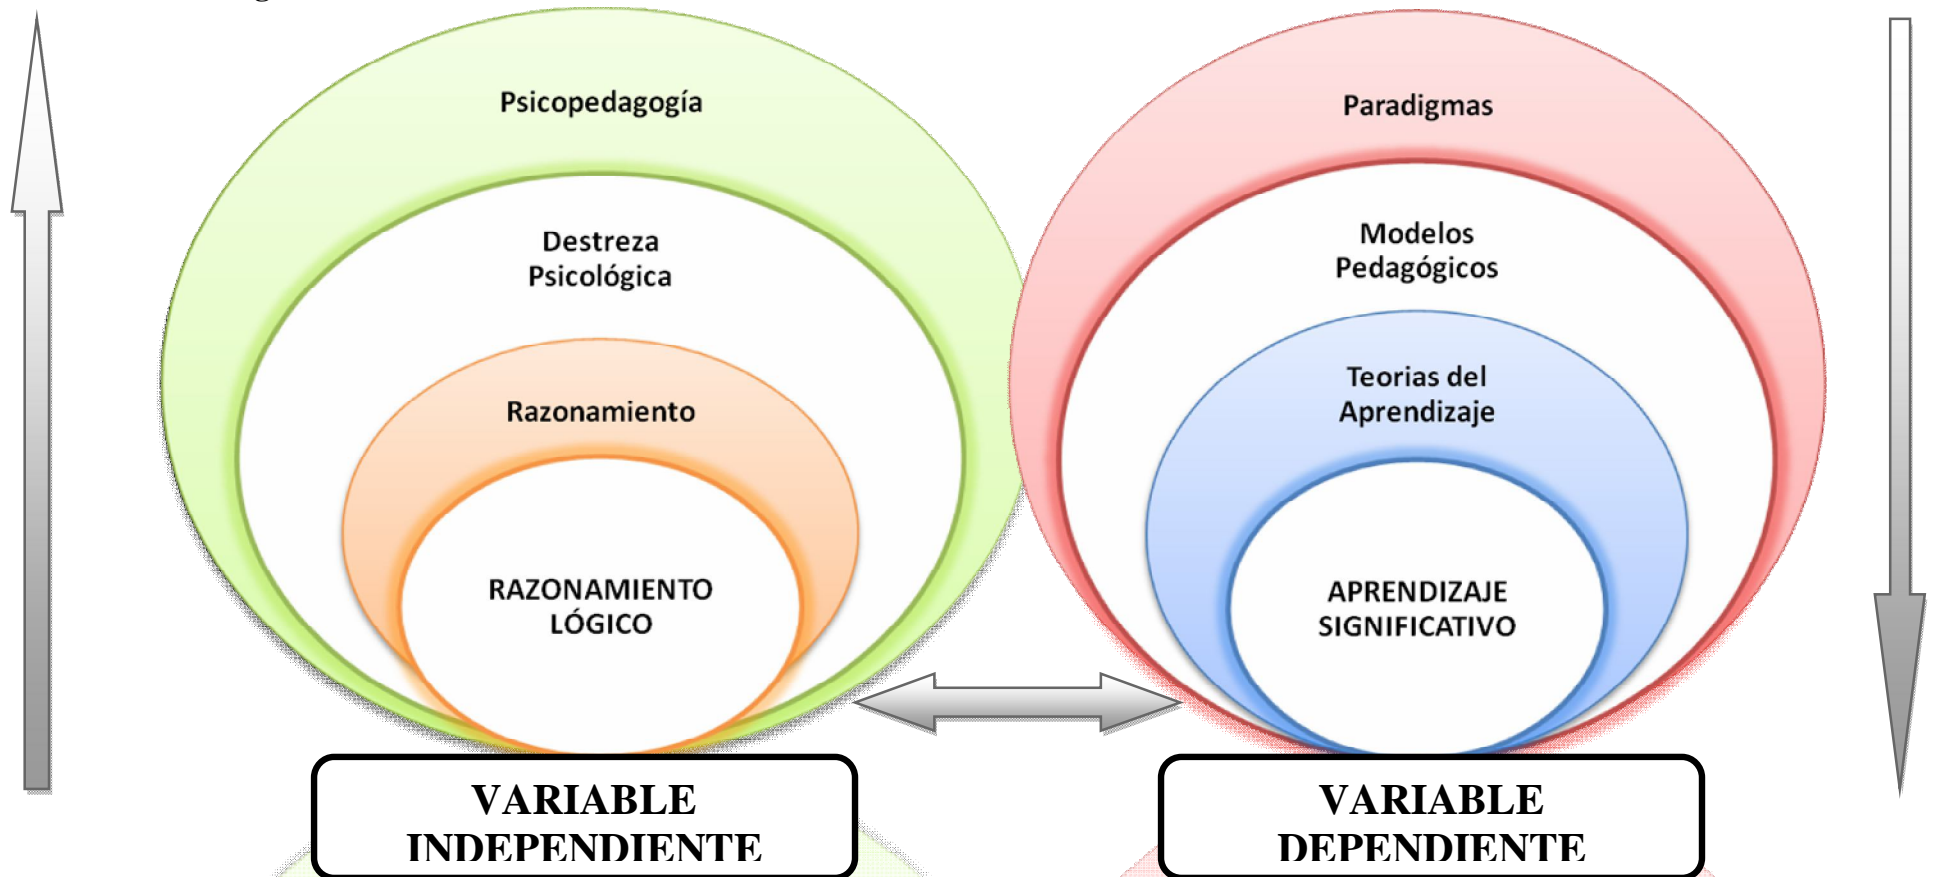 Psicopedagogía
Destreza
Psicológica
Razonamiento
RAZONAMIENTO
LÓGICO
VARIABLE
INDEPENDIENTE
Paradigmas
Modelos
Pedagógicos
Teorias del
Aprendizaje
APRENDIZAJE
SIGNIFICATIVO
VARIABLE
DEPENDIENTE